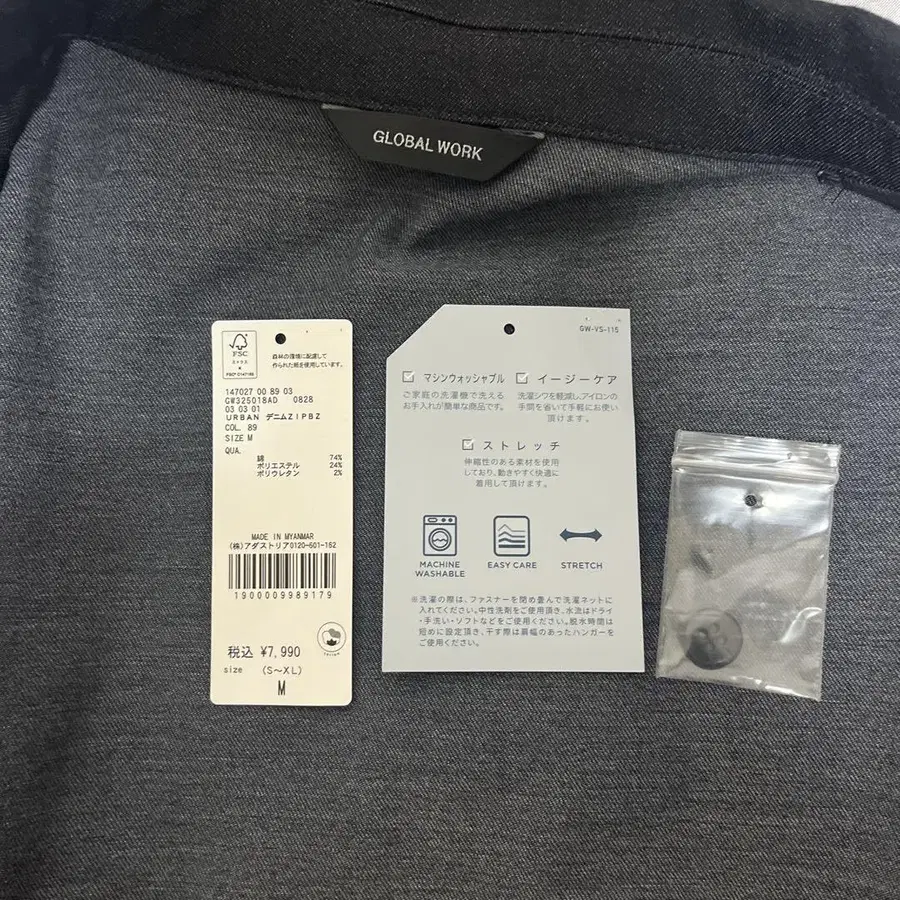 GLOBAL WORK
FSC
ミックス
FSC® C147189
森林の環境に配慮して
作られた紙を使用しています。
147027 00 89 03
GW325018AD 0828
03 03 01
URBAN デニムZIPBZ
COL. 89
SIZE M
QUA.
綿 74%
ポリエステル 24%
ポリウレタン 2%
MADE IN MYANMAR
(株)アダストリア0120-601-162
1900009989179
税込 ¥7,990
size (S〜XL)
M
GW-VS-115
マシンウォッシャブル
ご家庭の洗濯機で洗える
お手入れが簡単な商品です。
イージーケア
洗濯シワを軽減し、アイロンの
手間を省いて手軽にお使い
頂けます。
ストレッチ
伸縮性のある素材を使用
しており、動きやすく快適に
着用して頂けます。
MACHINE
WASHABLE
EASY CARE
STRETCH
※洗濯の際は、ファスナーを閉め畳んで洗濯ネットに
入れてください。中性洗剤をご使用頂き、水流はドライ
・手洗い・ソフトなどをご使用ください。脱水時間は
短めに設定頂き、干す際は肩幅のあったハンガーを
ご使用ください。